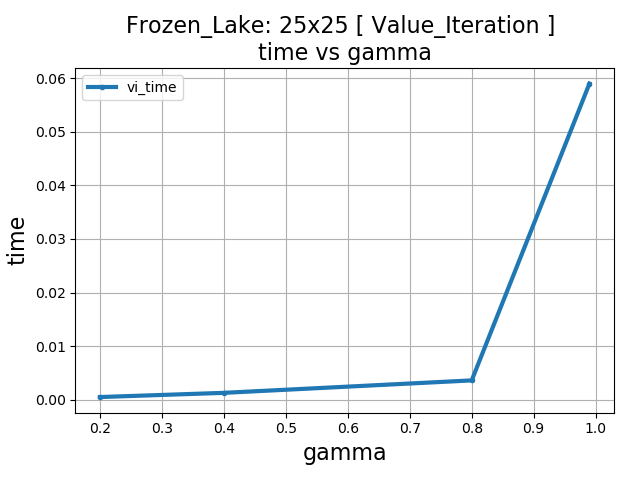 Frozen_Lake: 25x25 [ Value_Iteration ]
time vs gamma
vi_time
0.06
0.05
0.04
0.03
0.02
0.01
0.00
time
0.2 0.3 0.4 0.5 0.6 0.7 0.8 0.9 1.0
gamma